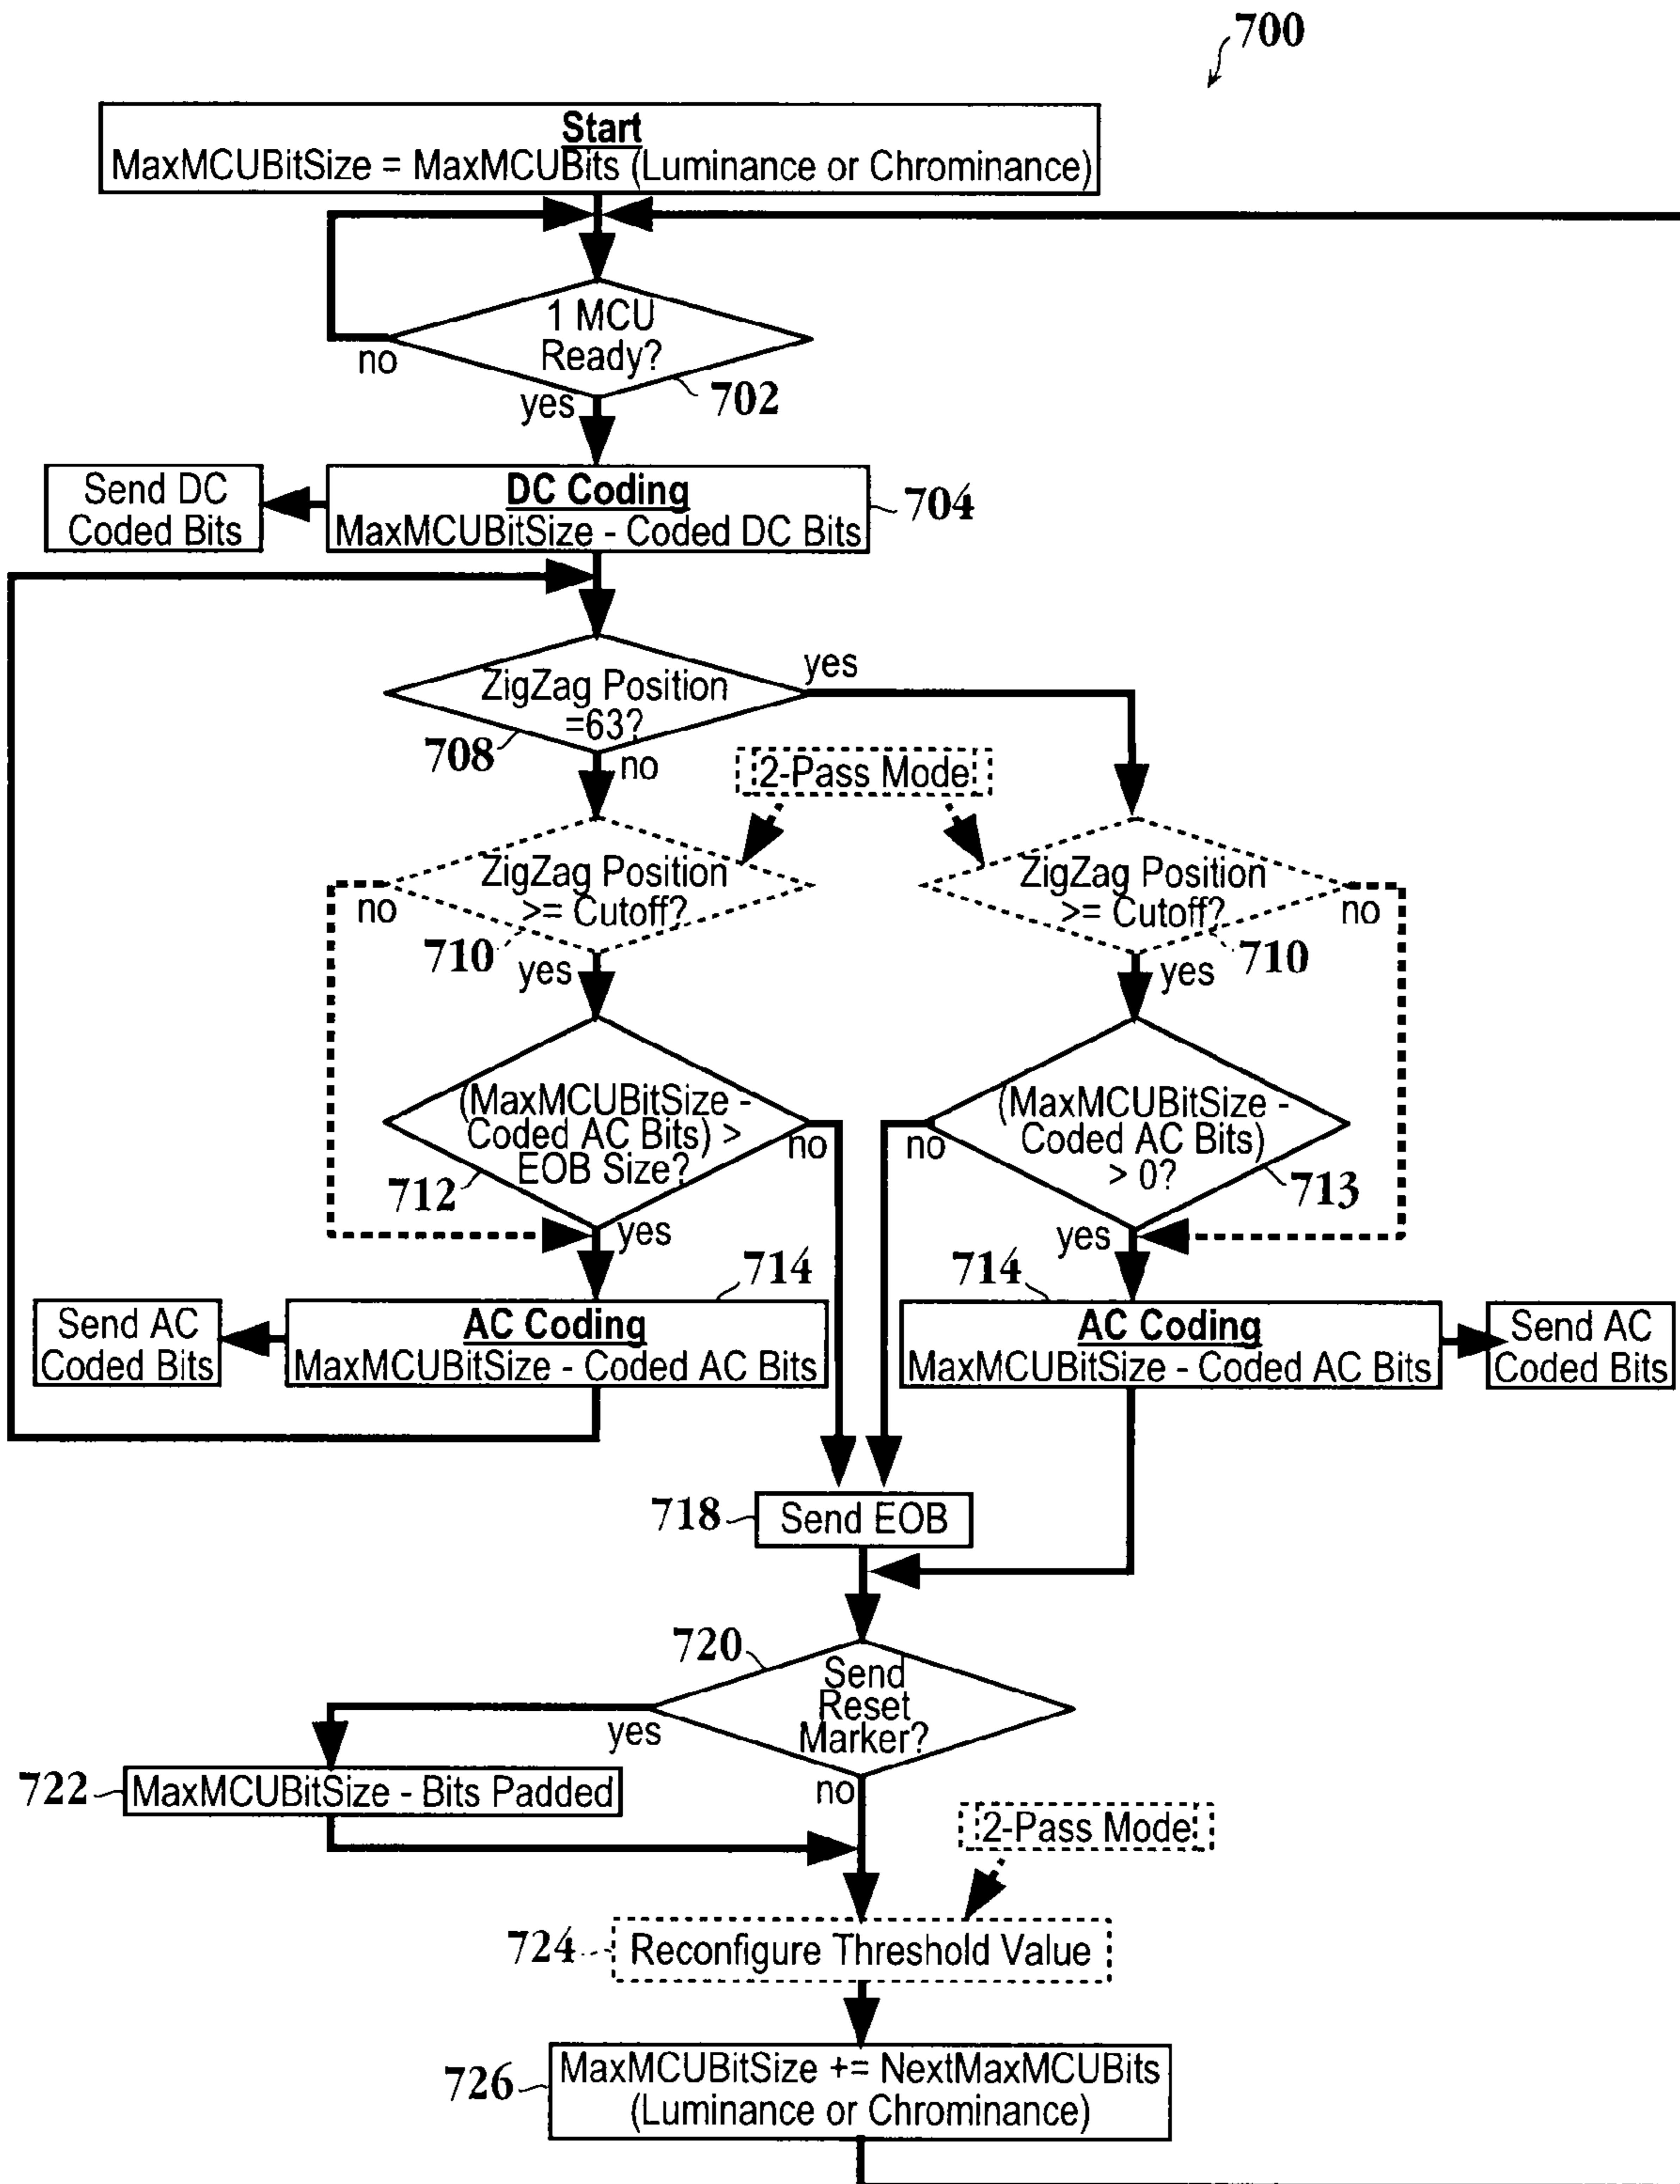 700
Start
MaxMCUBitSize = MaxMCUBits (Luminance or Chrominance)
1 MCU
Ready?
no
702
yes
Send DC
Coded Bits
DC Coding
MaxMCUBitSize - Coded DC Bits
704
ZigZag Position
=63?
yes
708
no
2-Pass Mode
ZigZag Position
>= Cutoff?
no
710
yes
ZigZag Position
>= Cutoff?
no
710
yes
(MaxMCUBitSize -
Coded AC Bits) >
EOB Size?
no
712
yes
(MaxMCUBitSize -
Coded AC Bits)
> 0?
no
713
yes
714
714
Send AC
Coded Bits
AC Coding
MaxMCUBitSize - Coded AC Bits
AC Coding
MaxMCUBitSize - Coded AC Bits
Send AC
Coded Bits
718
Send EOB
720
Send
Reset
Marker?
yes
no
722
MaxMCUBitSize - Bits Padded
2-Pass Mode
724
Reconfigure Threshold Value
726
MaxMCUBitSize += NextMaxMCUBits
(Luminance or Chrominance)